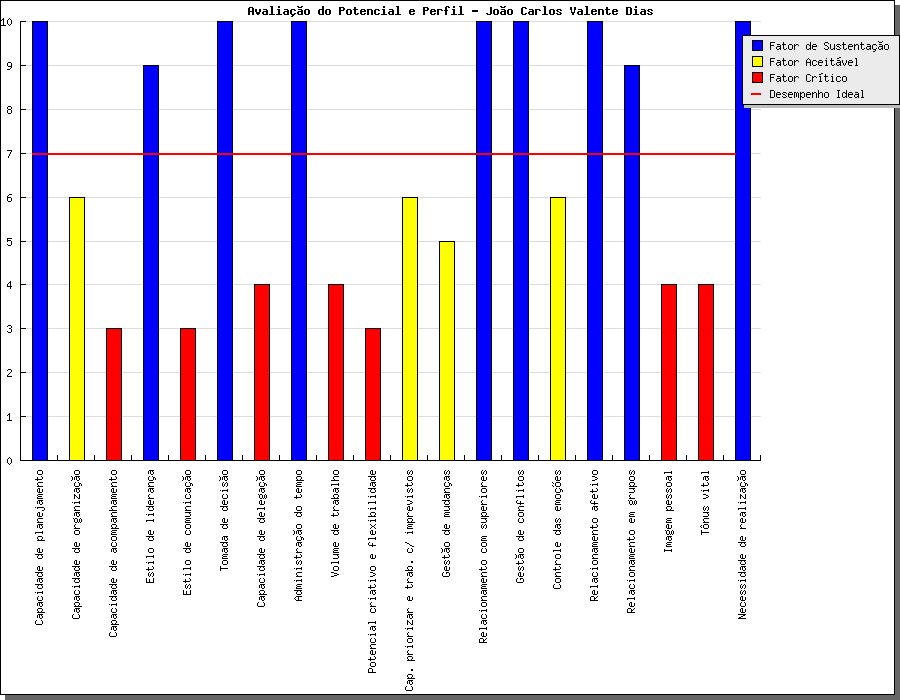 Avaliação do Potencial e Perfil - João Carlos Valente Dias
Fator de Sustentação
Fator Aceitável
Fator Crítico
Desempenho Ideal
10
9
8
7
6
5
4
3
2
1
0
Capacidade de planejamento
Capacidade de organização
Capacidade de acompanhamento
Estilo de liderança
Estilo de comunicação
Tomada de decisão
Capacidade de delegação
Administração do tempo
Volume de trabalho
Potencial criativo e flexibilidade
Cap. priorizar e trab. c/ imprevistos
Gestão de mudanças
Relacionamento com superiores
Gestão de conflitos
Controle das emoções
Relacionamento afetivo
Relacionamento em grupos
Imagem pessoal
Tônus vital
Necessidade de realização